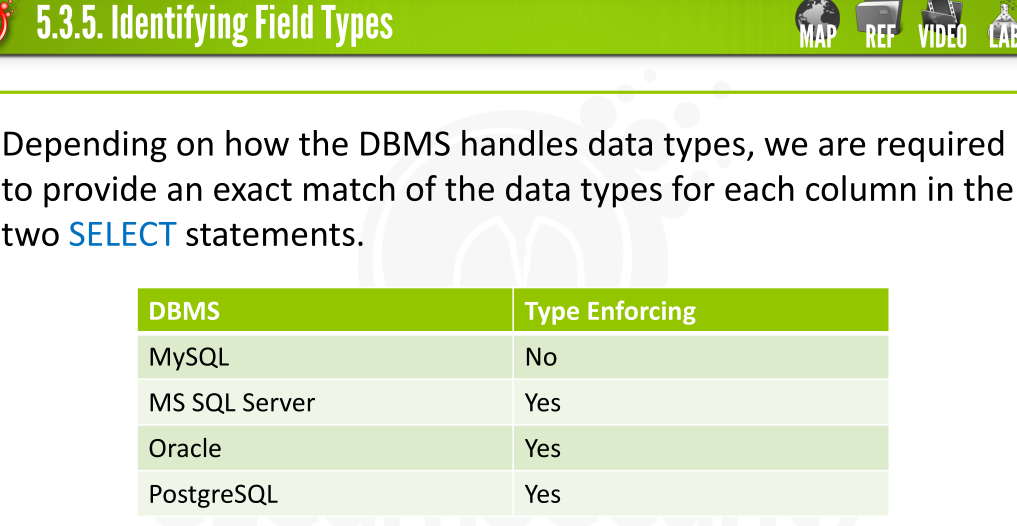 5.3.5. Identifying Field Types
MAP REF VIDEO LAB
Depending on how the DBMS handles data types, we are required
to provide an exact match of the data types for each column in the
two SELECT statements.
DBMS Type Enforcing
MySQL No
MS SQL Server Yes
Oracle Yes
PostgreSQL Yes